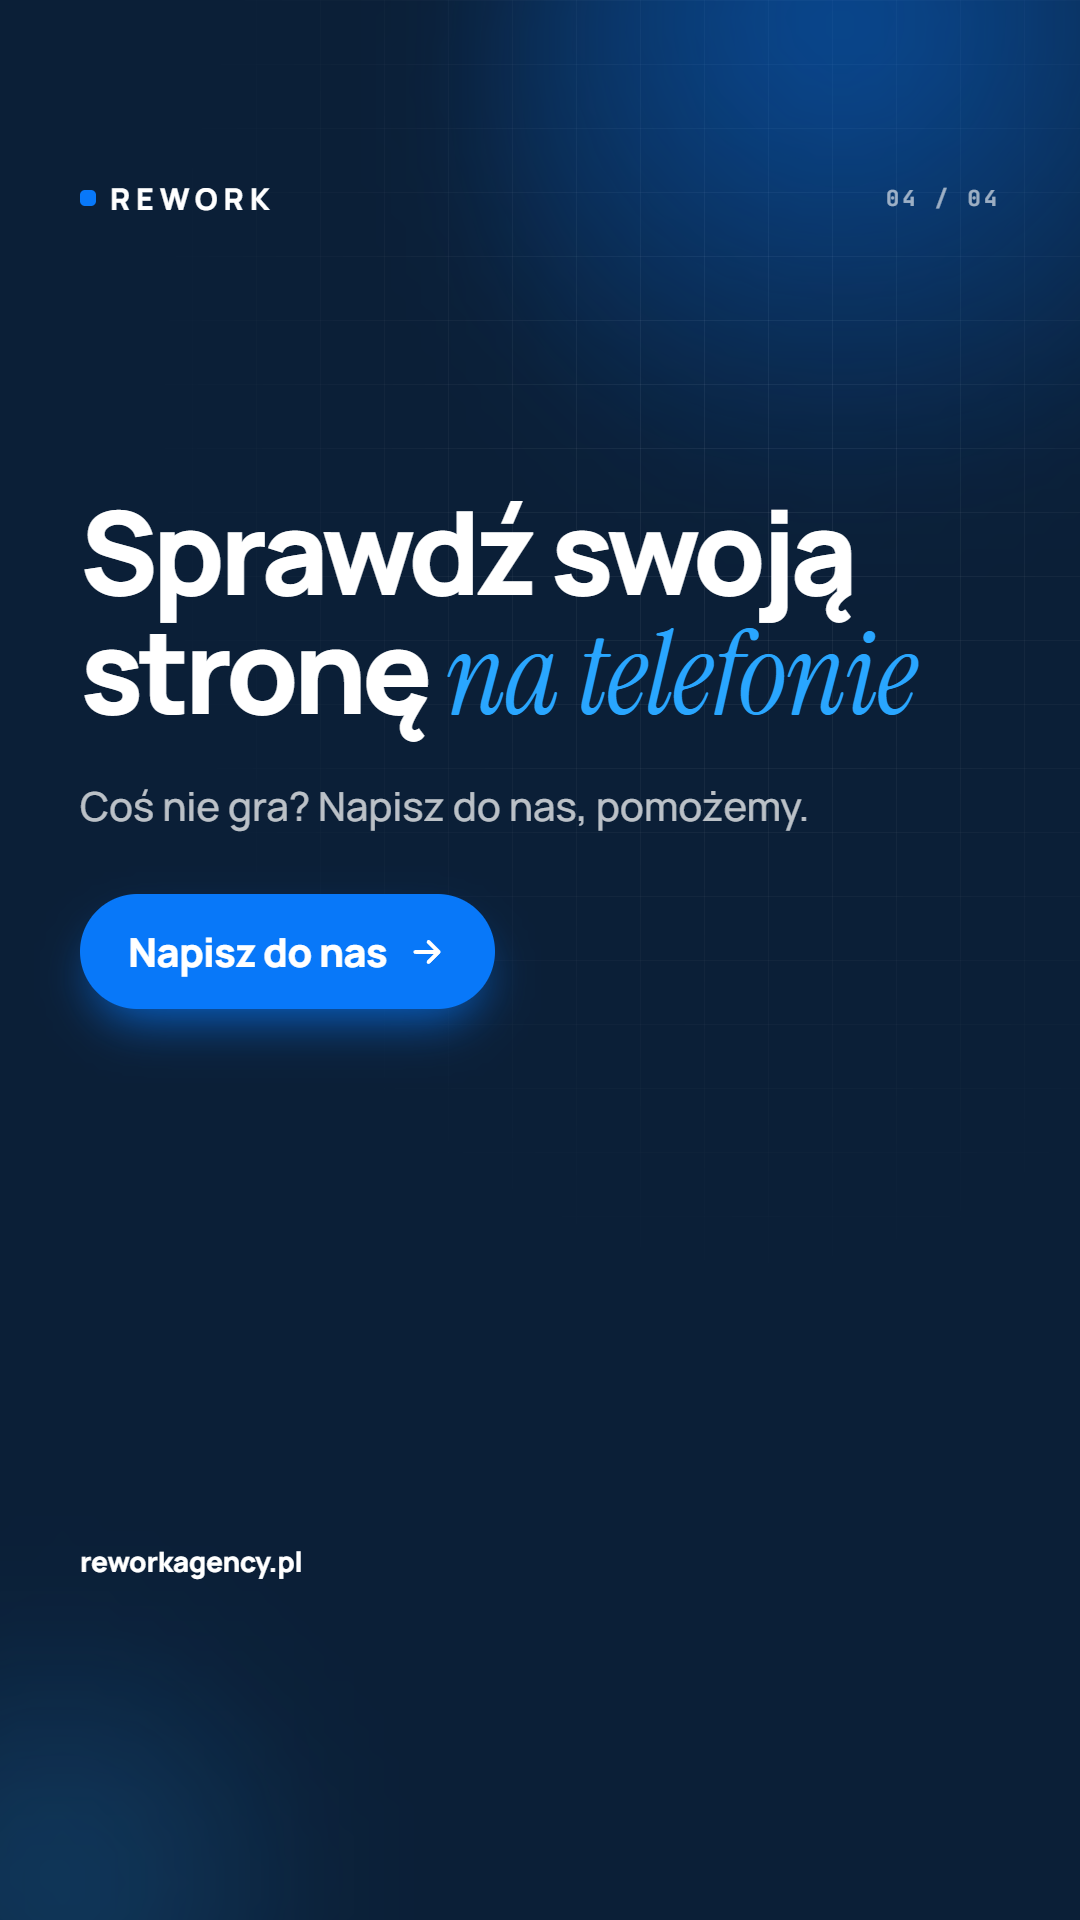 REWORK
04 / 04
Sprawdź swoją
stronę na telefonie
Coś nie gra? Napisz do nas, pomożemy.
Napisz do nas →
reworkagency.pl